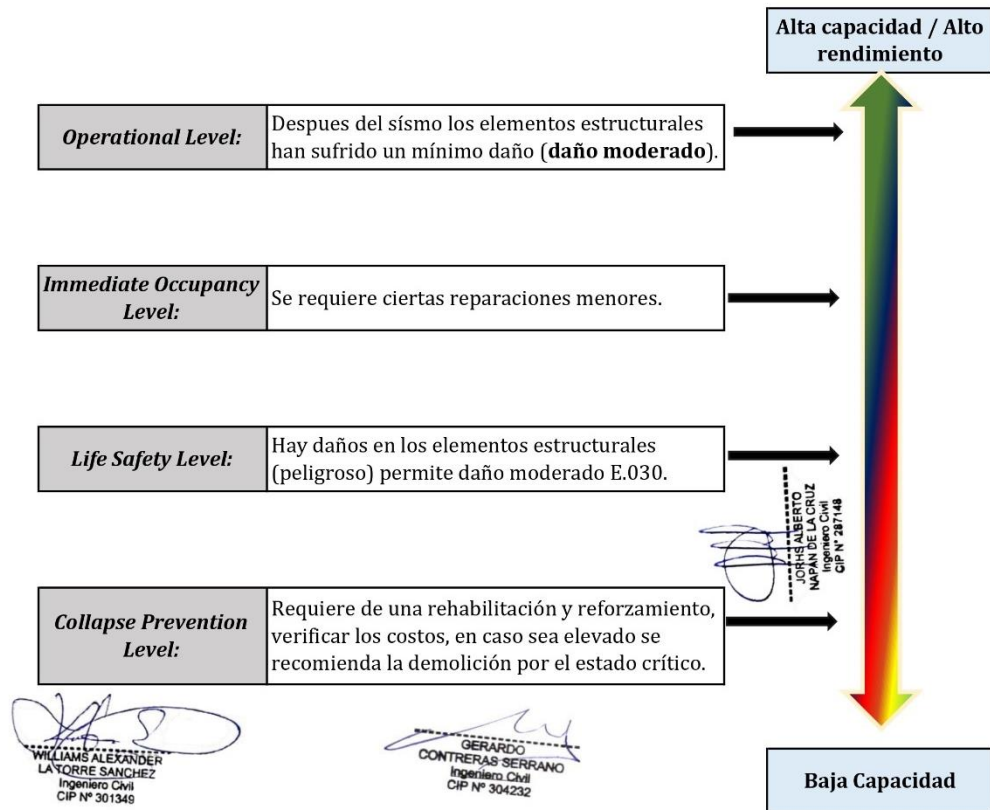 Alta capacidad / Alto
rendimiento
Operational Level:
Despues del sísmo los elementos estructurales
han sufrido un mínimo daño (daño moderado).
Immediate Occupancy
Level:
Se requiere ciertas reparaciones menores.
Life Safety Level:
Hay daños en los elementos estructurales
(peligroso) permite daño moderado E.030.
JORHS ALBERTO
NAPAN DE LA CRUZ
Ingeniero Civil
CIP N° 287148
Collapse Prevention
Level:
Requiere de una rehabilitación y reforzamiento,
verificar los costos, en caso sea elevado se
recomienda la demolición por el estado crítico.
WILLIAMS ALEXANDER
LA TORRE SANCHEZ
Ingeniero Civil
CIP Nº 301349
GERARDO
CONTRERAS SERRANO
Ingeniero Civil
CIP Nº 304232
Baja Capacidad